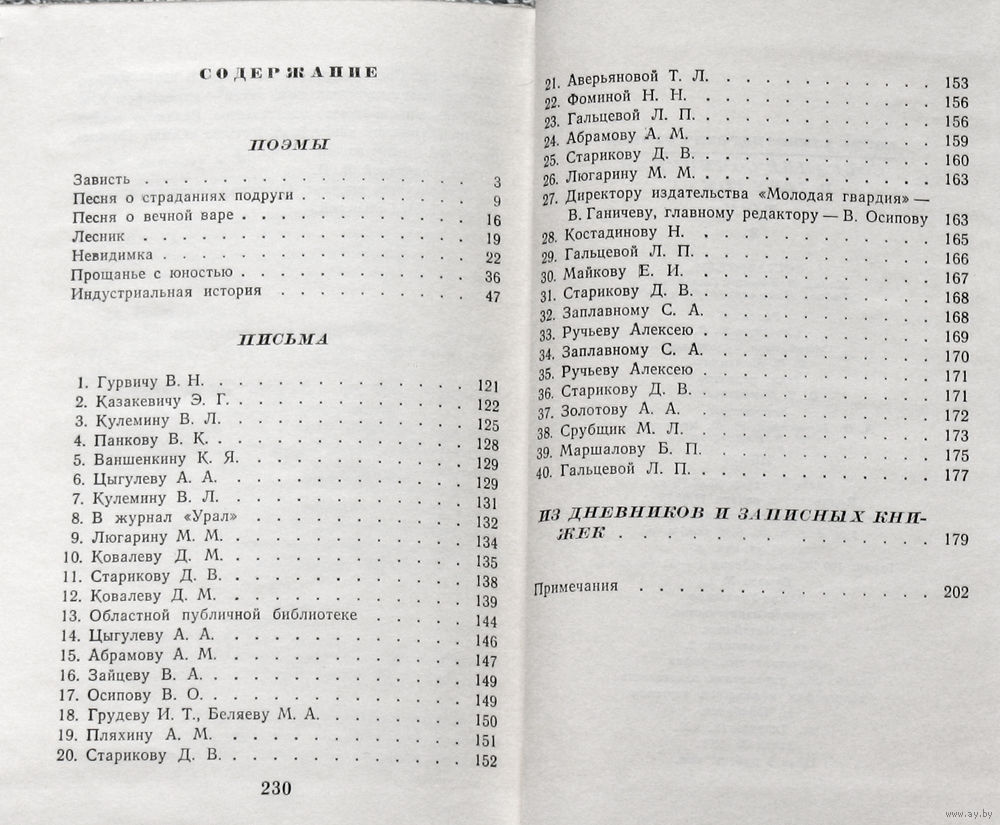 СОДЕРЖАНИЕ
ПОЭМЫ
Зависть . . . . . . . . . . . . . . . . 3
Песня о страданиях подруги . . . . . . . . . 9
Песня о вечной варе . . . . . . . . . . . . 16
Лесник . . . . . . . . . . . . . . . . 19
Невидимка . . . . . . . . . . . . . . . 22
Прощанье с юностью . . . . . . . . . . . . 36
Индустриальная история . . . . . . . . . . 47
ПИСЬМА
1. Гурвичу В. Н. . . . . . . . . . . . . 121
2. Казакевичу Э. Г. . . . . . . . . . . . 122
3. Кулемину В. Л. . . . . . . . . . . . 125
4. Панкову В. К. . . . . . . . . . . . . 128
5. Ваншенкину К. Я. . . . . . . . . . . . 129
6. Цыгулеву А. А. . . . . . . . . . . . 129
7. Кулемину В. Л. . . . . . . . . . . . 131
8. В журнал «Урал» . . . . . . . . . . . 132
9. Люгарину М. М. . . . . . . . . . . . 134
10. Ковалеву Д. М. . . . . . . . . . . . 135
11. Старикову Д. В. . . . . . . . . . . . 138
12. Ковалеву Д. М. . . . . . . . . . . . 139
13. Областной публичной библиотеке . . . . . 144
14. Цыгулеву А. А. . . . . . . . . . . . 146
15. Абрамову А. М. . . . . . . . . . . . 147
16. Зайцеву В. А. . . . . . . . . . . . . 149
17. Осипову В. О. . . . . . . . . . . . . 149
18. Грудеву И. Т., Беляеву М. А. . . . . . . . 150
19. Пляхину А. М. . . . . . . . . . . . . 151
20. Старикову Д. В. . . . . . . . . . . . 152
230
21. Аверьяновой Т. Л. . . . . . . . . . . 153
22. Фоминой Н. Н. . . . . . . . . . . . 156
23. Гальцевой Л. П. . . . . . . . . . . . 156
24. Абрамову А. М. . . . . . . . . . . . 159
25. Старикову Д. В. . . . . . . . . . . . 160
26. Люгарину М. М. . . . . . . . . . . . 163
27. Директору издательства «Молодая гвардия» —
В. Ганичеву, главному редактору — В. Осипову 163
28. Костадинову Н. . . . . . . . . . . . 165
29. Гальцевой Л. П. . . . . . . . . . . . 166
30. Майкову Е. И. . . . . . . . . . . . 167
31. Старикову Д. В. . . . . . . . . . . . 168
32. Заплавному С. А. . . . . . . . . . . 168
33. Ручьеву Алексею . . . . . . . . . . . 169
34. Заплавному С. А. . . . . . . . . . . 170
35. Ручьеву Алексею . . . . . . . . . . . 171
36. Старикову Д. В. . . . . . . . . . . . 171
37. Золотову А. А. . . . . . . . . . . . 172
38. Срубщик М. Л. . . . . . . . . . . . 173
39. Маршалову Б. П. . . . . . . . . . . 175
40. Гальцевой Л. П. . . . . . . . . . . . 177
ИЗ ДНЕВНИКОВ И ЗАПИСНЫХ КНИ-
ЖЕК . . . . . . . . . . . . . . . . 179
Примечания . . . . . . . . . . . . . . 202
www.ay.by